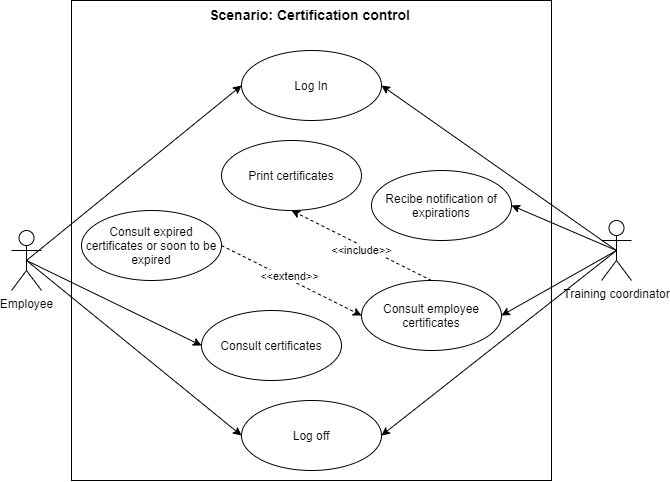 Scenario: Certification control
Log In
Print certificates
Recibe notification of
expirations
Consult expired
certificates or soon to be
expired
<<include>>
<<extend>>
Employee
Training coordinator
Consult employee
certificates
Consult certificates
Log off